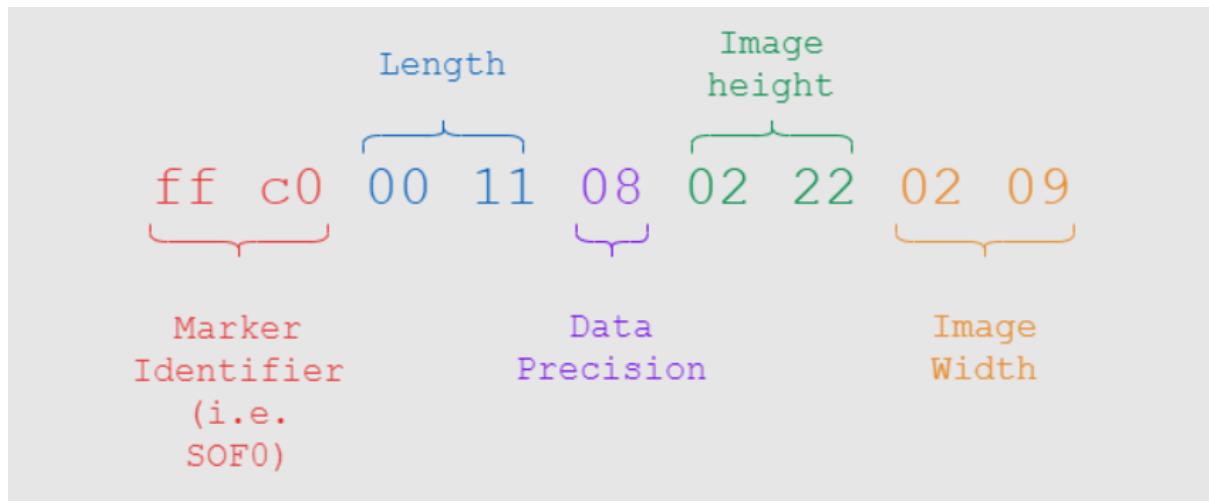 Length
Image
height
ff c0 00 11 08 02 22 02 09
Marker
Identifier
(i.e.
SOF0)
Data
Precision
Image
Width